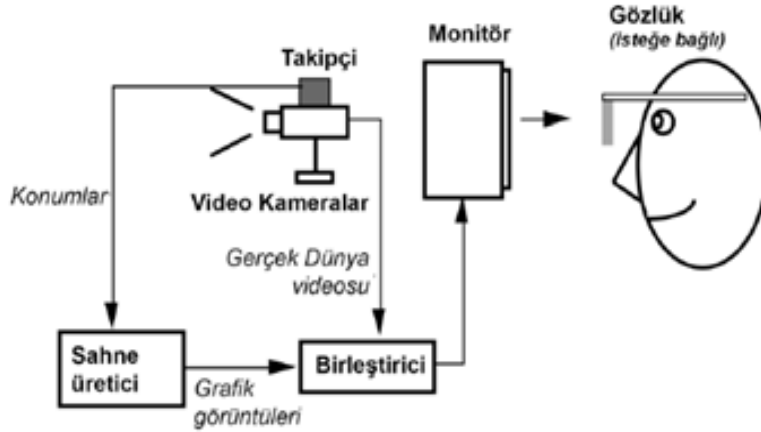 Gözlük
(isteğe bağlı)
Monitör
Takipçi
Konumlar
Video Kameralar
Gerçek Dünya
videosu
Sahne
üretici
Birleştirici
Grafik
görüntüleri